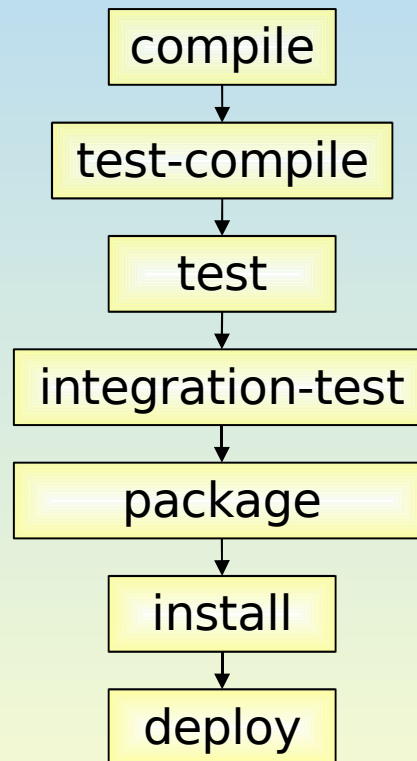 compile
test-compile
test
integration-test
package
install
deploy